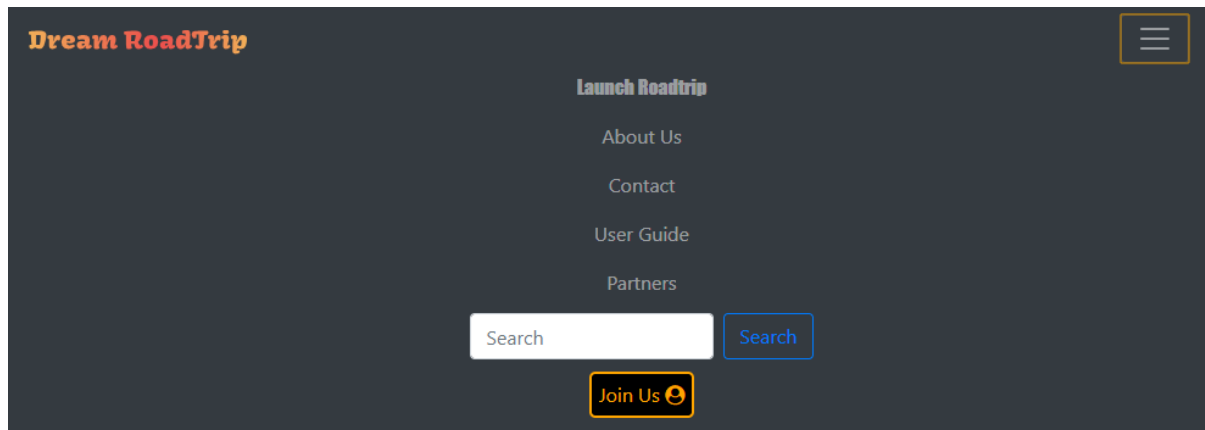 Dream RoadTrip
Launch Roadtrip
About Us
Contact
User Guide
Partners
Search Search
Join Us